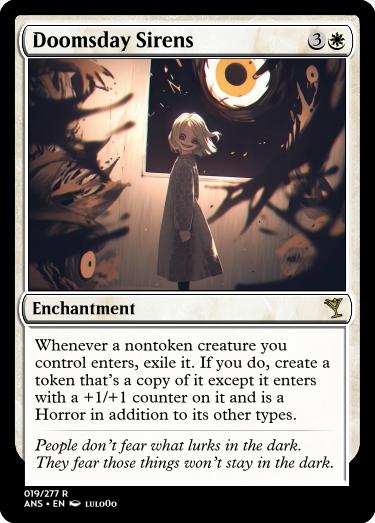 Doomsday Sirens 3
Enchantment
Whenever a nontoken creature you
control enters, exile it. If you do, create a
token that's a copy of it except it enters
with a +1/+1 counter on it and is a
Horror in addition to its other types.
People don't fear what lurks in the dark.
They fear those things won't stay in the dark.
019/277 R
ANS • EN LULO0o